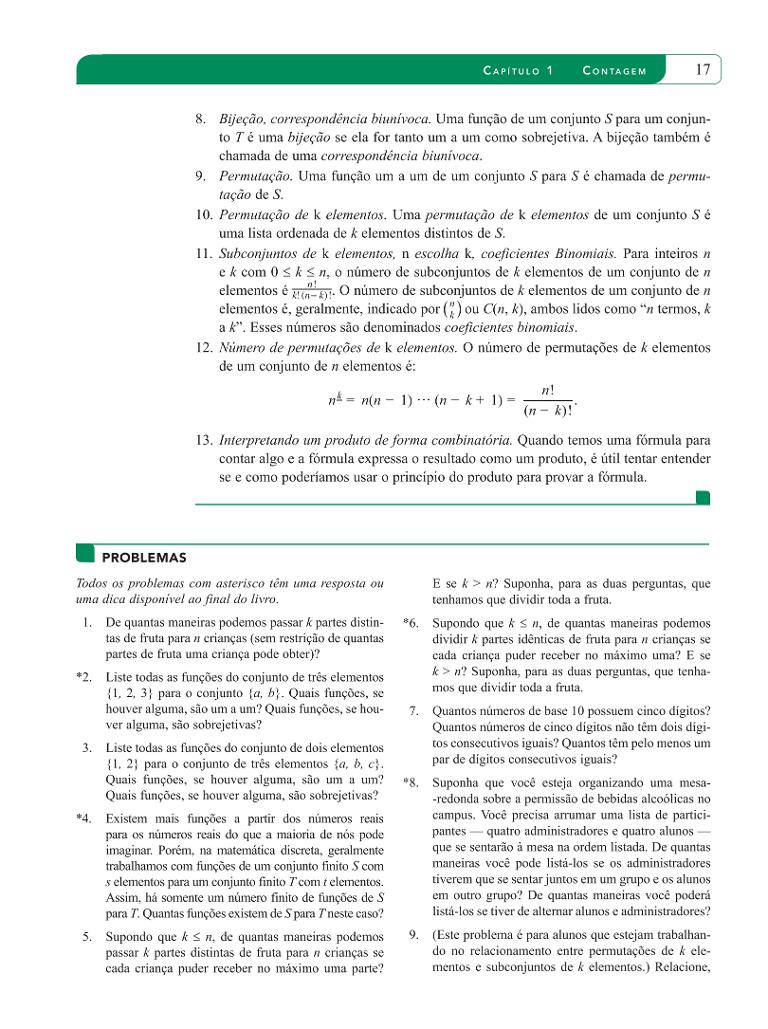 CAPÍTULO 1 CONTAGEM 17
8. Bijeção, correspondência biunívoca. Uma função de um conjunto S para um conjun-
to T é uma bijeção se ela for tanto um a um como sobrejetiva. A bijeção também é
chamada de uma correspondência biunívoca.
9. Permutação. Uma função um a um de um conjunto S para S é chamada de permu-
tação de S.
10. Permutação de k elementos. Uma permutação de k elementos de um conjunto S é
uma lista ordenada de k elementos distintos de S.
11. Subconjuntos de k elementos, n escolha k, coeficientes Binomiais. Para inteiros n
e k com 0 ≤ k ≤ n, o número de subconjuntos de k elementos de um conjunto de n
elementos é n!/k!(n−k)!. O número de subconjuntos de k elementos de um conjunto de n
elementos é, geralmente, indicado por (n k) ou C(n, k), ambos lidos como “n termos, k
a k”. Esses números são denominados coeficientes binomiais.
12. Número de permutações de k elementos. O número de permutações de k elementos
de um conjunto de n elementos é:
n^k = n(n − 1) ⋯ (n − k + 1) = n!/(n − k)!.
13. Interpretando um produto de forma combinatória. Quando temos uma fórmula para
contar algo e a fórmula expressa o resultado como um produto, é útil tentar entender
se e como poderíamos usar o princípio do produto para provar a fórmula.
PROBLEMAS
Todos os problemas com asterisco têm uma resposta ou
uma dica disponível ao final do livro.
1. De quantas maneiras podemos passar k partes distin-
tas de fruta para n crianças (sem restrição de quantas
partes de fruta uma criança pode obter)?
*2. Liste todas as funções do conjunto de três elementos
{1, 2, 3} para o conjunto {a, b}. Quais funções, se
houver alguma, são um a um? Quais funções, se hou-
ver alguma, são sobrejetivas?
3. Liste todas as funções do conjunto de dois elementos
{1, 2} para o conjunto de três elementos {a, b, c}.
Quais funções, se houver alguma, são um a um?
Quais funções, se houver alguma, são sobrejetivas?
*4. Existem mais funções a partir dos números reais
para os números reais do que a maioria de nós pode
imaginar. Porém, na matemática discreta, geralmente
trabalhamos com funções de um conjunto finito S com
s elementos para um conjunto finito T com t elementos.
Assim, há somente um número finito de funções de S
para T. Quantas funções existem de S para T neste caso?
5. Supondo que k ≤ n, de quantas maneiras podemos
passar k partes distintas de fruta para n crianças se
cada criança puder receber no máximo uma parte?
E se k > n? Suponha, para as duas perguntas, que
tenhamos que dividir toda a fruta.
*6. Supondo que k ≤ n, de quantas maneiras podemos
dividir k partes idênticas de fruta para n crianças se
cada criança puder receber no máximo uma? E se
k > n? Suponha, para as duas perguntas, que tenha-
mos que dividir toda a fruta.
7. Quantos números de base 10 possuem cinco dígitos?
Quantos números de cinco dígitos não têm dois dígi-
tos consecutivos iguais? Quantos têm pelo menos um
par de dígitos consecutivos iguais?
*8. Suponha que você esteja organizando uma mesa-
-redonda sobre a permissão de bebidas alcoólicas no
campus. Você precisa arrumar uma lista de partici-
pantes — quatro administradores e quatro alunos —
que se sentarão à mesa na ordem listada. De quantas
maneiras você pode listá-los se os administradores
tiverem que se sentar juntos em um grupo e os alunos
em outro grupo? De quantas maneiras você poderá
listá-los se tiver de alternar alunos e administradores?
9. (Este problema é para alunos que estejam trabalhan-
do no relacionamento entre permutações de k ele-
mentos e subconjuntos de k elementos.) Relacione,